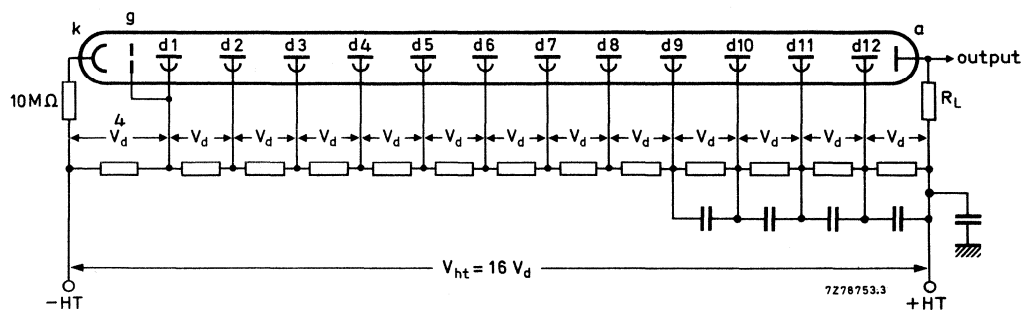 k g d1 d2 d3 d4 d5 d6 d7 d8 d9 d10 d11 d12 a
output
10MΩ
R_L
4 V_d V_d V_d V_d V_d V_d V_d V_d V_d V_d V_d V_d V_d
V_ht = 16 V_d
7Z78753.3
−HT
+HT